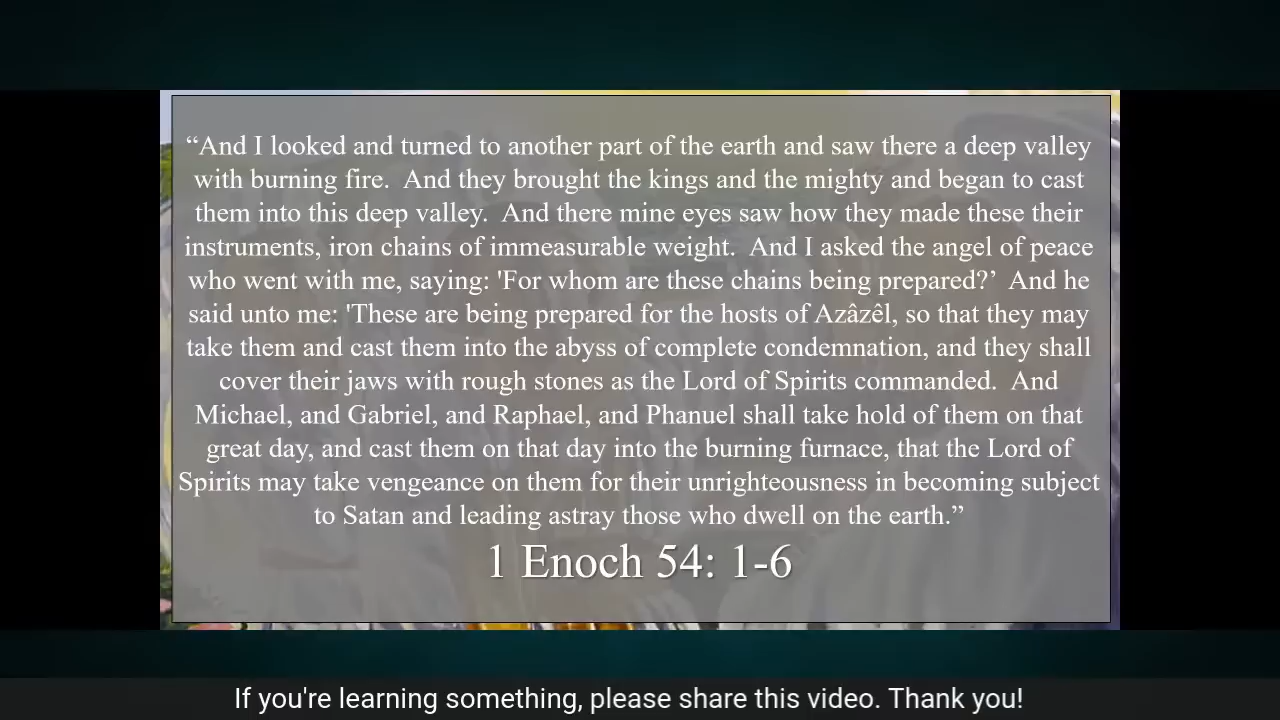 “And I looked and turned to another part of the earth and saw there a deep valley
with burning fire.  And they brought the kings and the mighty and began to cast
them into this deep valley.  And there mine eyes saw how they made these their
instruments, iron chains of immeasurable weight.  And I asked the angel of peace
who went with me, saying: 'For whom are these chains being prepared?’  And he
said unto me: 'These are being prepared for the hosts of Azâzêl, so that they may
take them and cast them into the abyss of complete condemnation, and they shall
cover their jaws with rough stones as the Lord of Spirits commanded.  And
Michael, and Gabriel, and Raphael, and Phanuel shall take hold of them on that
great day, and cast them on that day into the burning furnace, that the Lord of
Spirits may take vengeance on them for their unrighteousness in becoming subject
to Satan and leading astray those who dwell on the earth.”
1 Enoch 54: 1-6
If you're learning something, please share this video. Thank you!